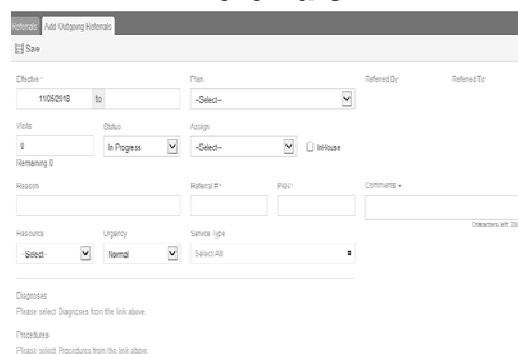 Referrals Add Outgoing Referrals
Save
Effective * Plan Referred By Referred To
11/05/2018 to --Select--
Visits Status Assign
0 In Progress --Select-- InHouse
Remaining 0
Reason Referral # PAN Comments
Characters left:
Resource Urgency Service Type
--Select-- Normal Select All
Diagnoses
Please select Diagnoses from the link above.
Procedures
Please select Procedures from the link above.